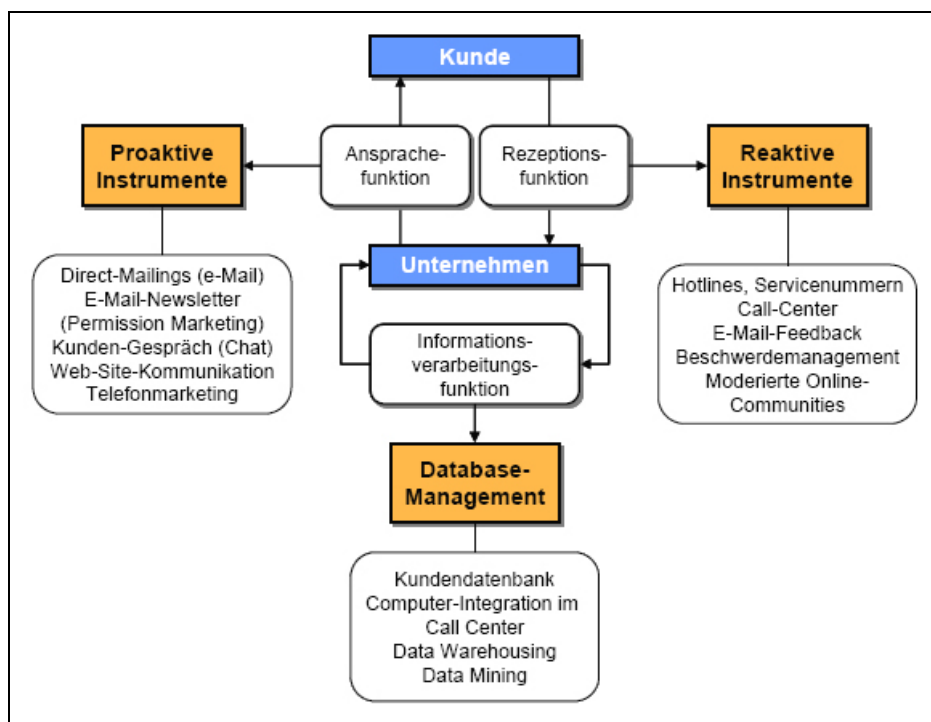 Kunde
Proaktive
Instrumente
Ansprache-
funktion
Rezeptions-
funktion
Reaktive
Instrumente
Direct-Mailings (e-Mail)
E-Mail-Newsletter
(Permission Marketing)
Kunden-Gespräch (Chat)
Web-Site-Kommunikation
Telefonmarketing
Unternehmen
Hotlines, Servicenummern
Call-Center
E-Mail-Feedback
Beschwerdemanagement
Moderierte Online-
Communities
Informations-
verarbeitungs-
funktion
Database-
Management
Kundendatenbank
Computer-Integration im
Call Center
Data Warehousing
Data Mining